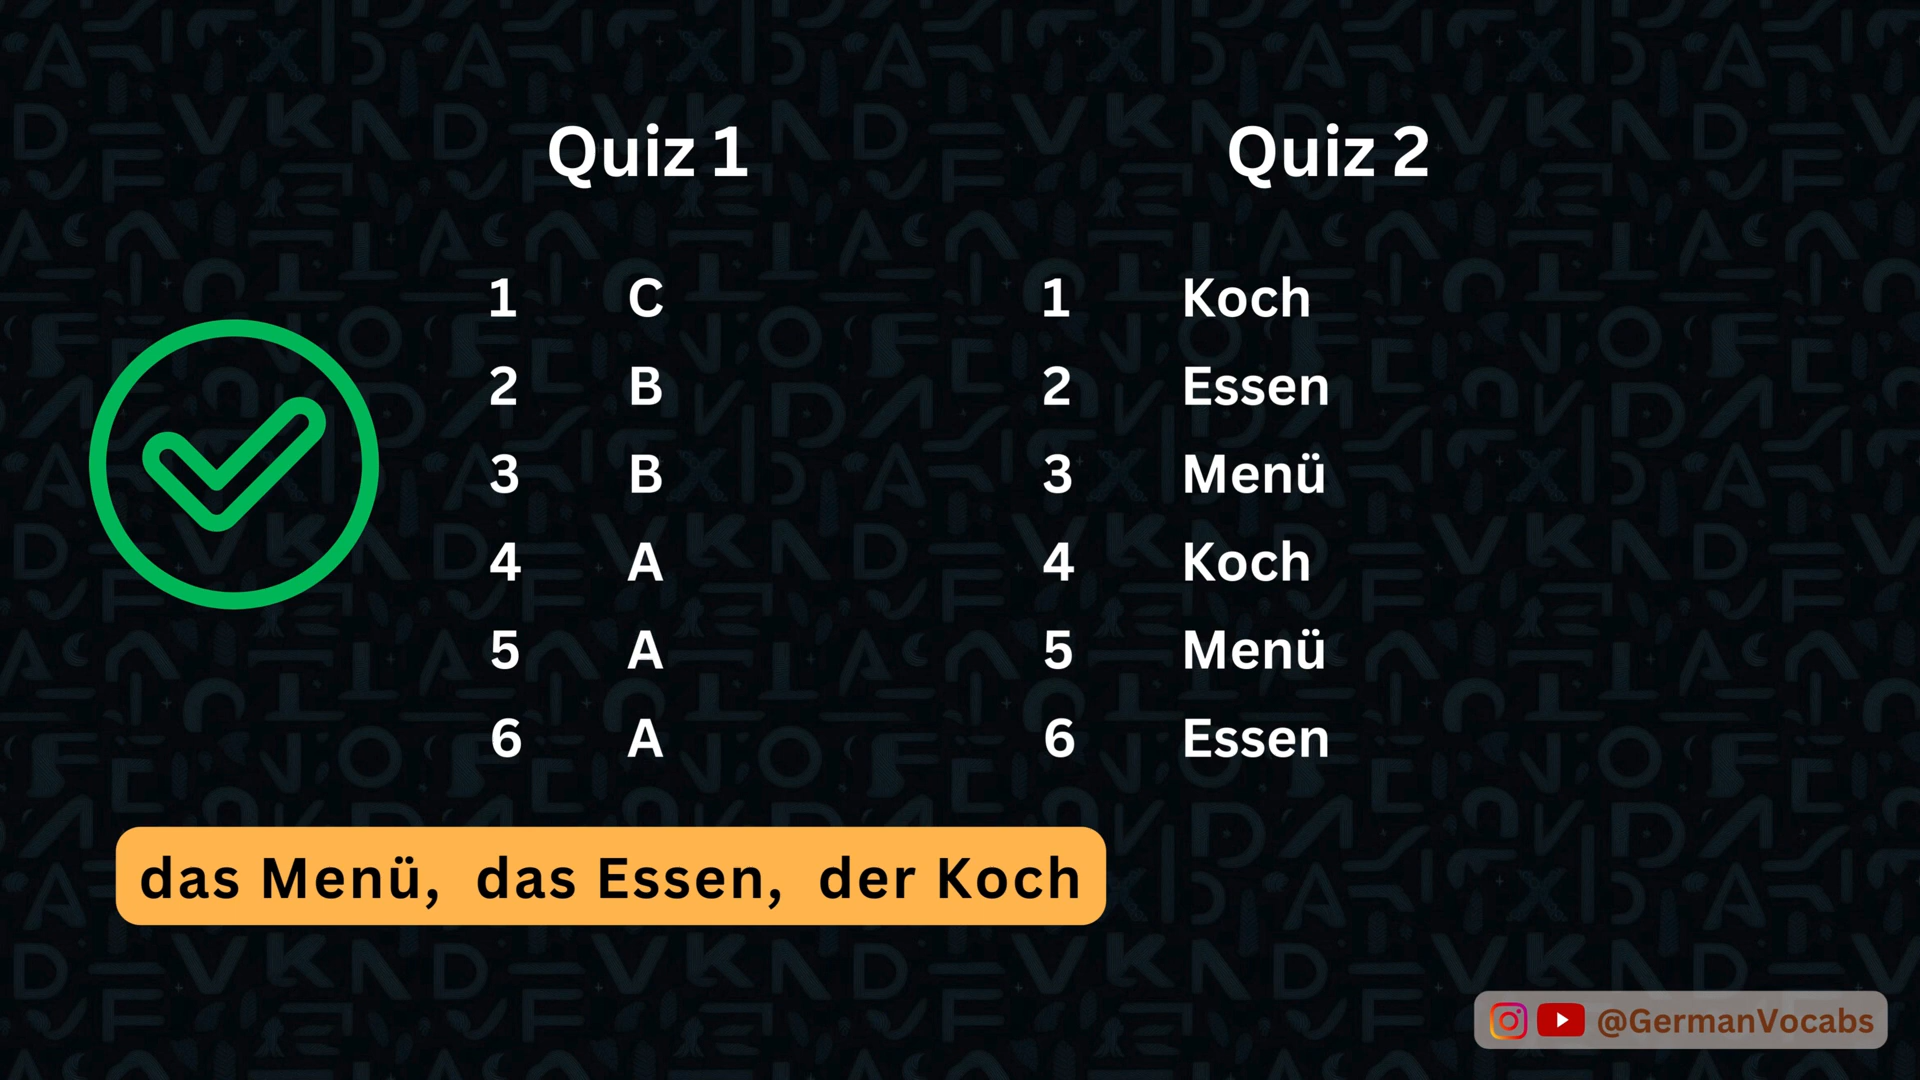 Quiz 1
1 C
2 B
3 B
4 A
5 A
6 A
Quiz 2
1 Koch
2 Essen
3 Menü
4 Koch
5 Menü
6 Essen
das Menü, das Essen, der Koch
@GermanVocabs